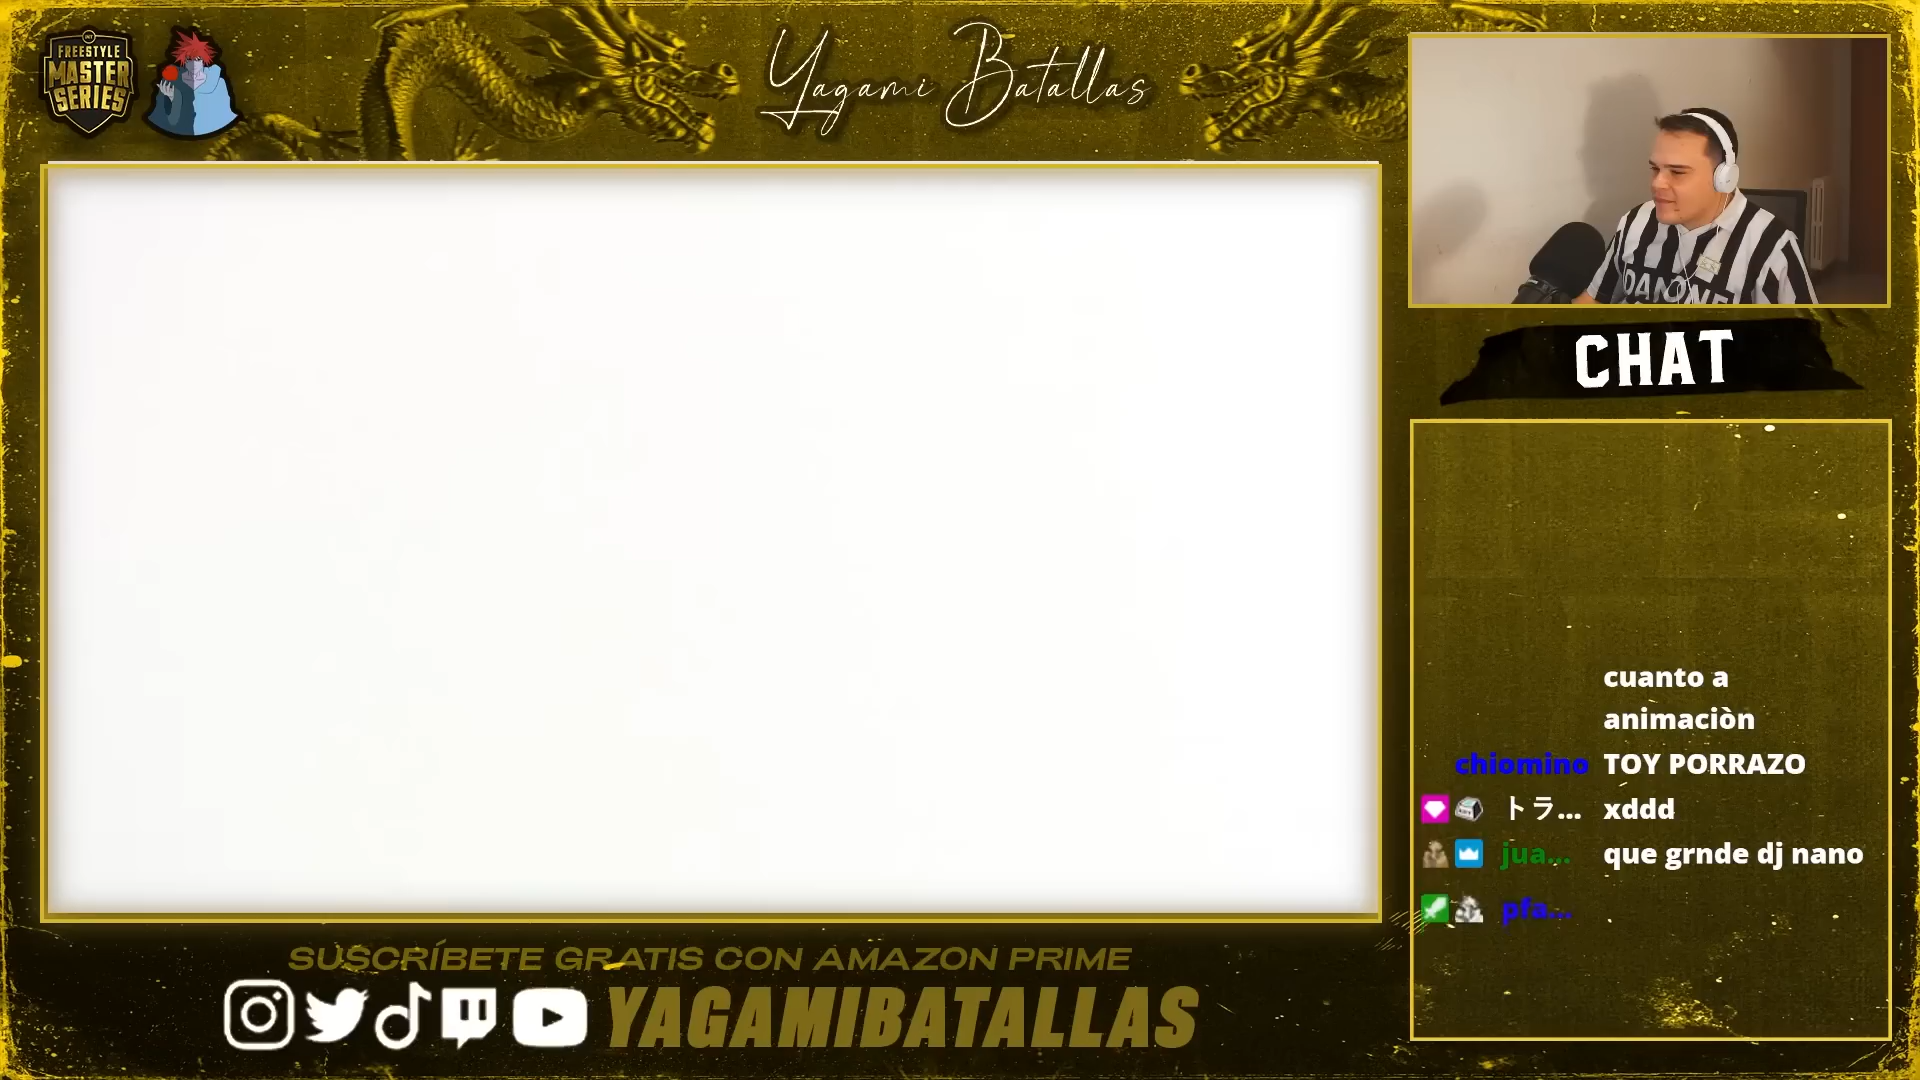 FREESTYLE
MASTER
SERIES
Yagami Batallas
DANONE
CHAT
cuanto a
animaciòn
chiomino TOY PORRAZO
トラ... xddd
jua... que grnde dj nano
pfa...
SUSCRÍBETE GRATIS CON AMAZON PRIME
YAGAMIBATALLAS